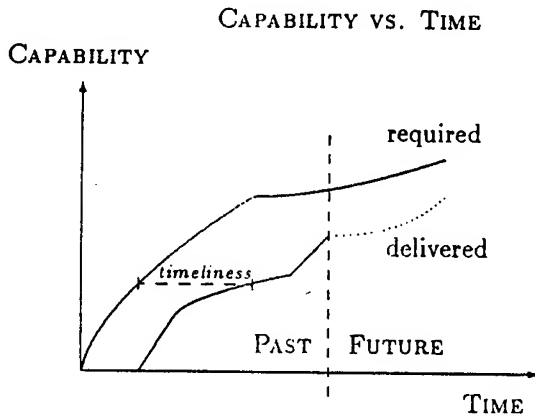 CAPABILITY VS. TIME
CAPABILITY
required
timeliness
delivered
PAST FUTURE
TIME